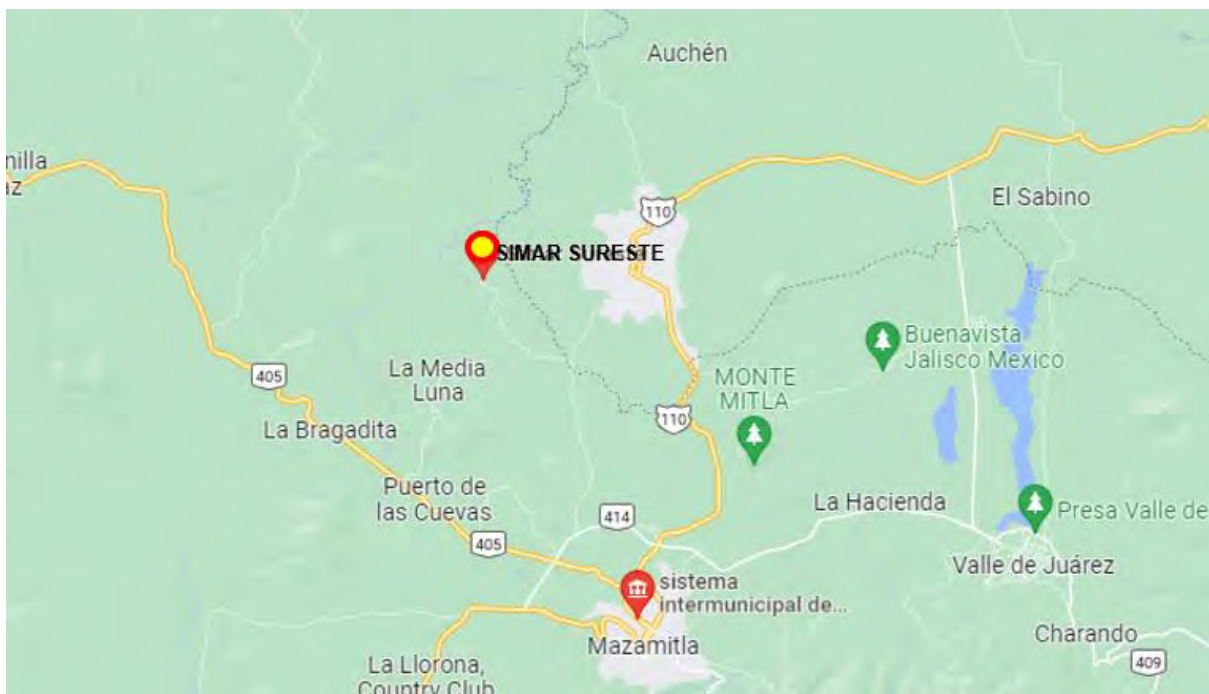 Auchén
nilla
az
110
El Sabino
SIMAR SURESTE
Buenavista
Jalisco Mexico
La Media
Luna
405
MONTE
MITLA
110
La Bragadita
Puerto de
las Cuevas
La Hacienda
414
Presa Valle de
405
Valle de Juárez
sistema
intermunicipal de...
Mazamitla
Charando
La Llorona,
Country Club
409